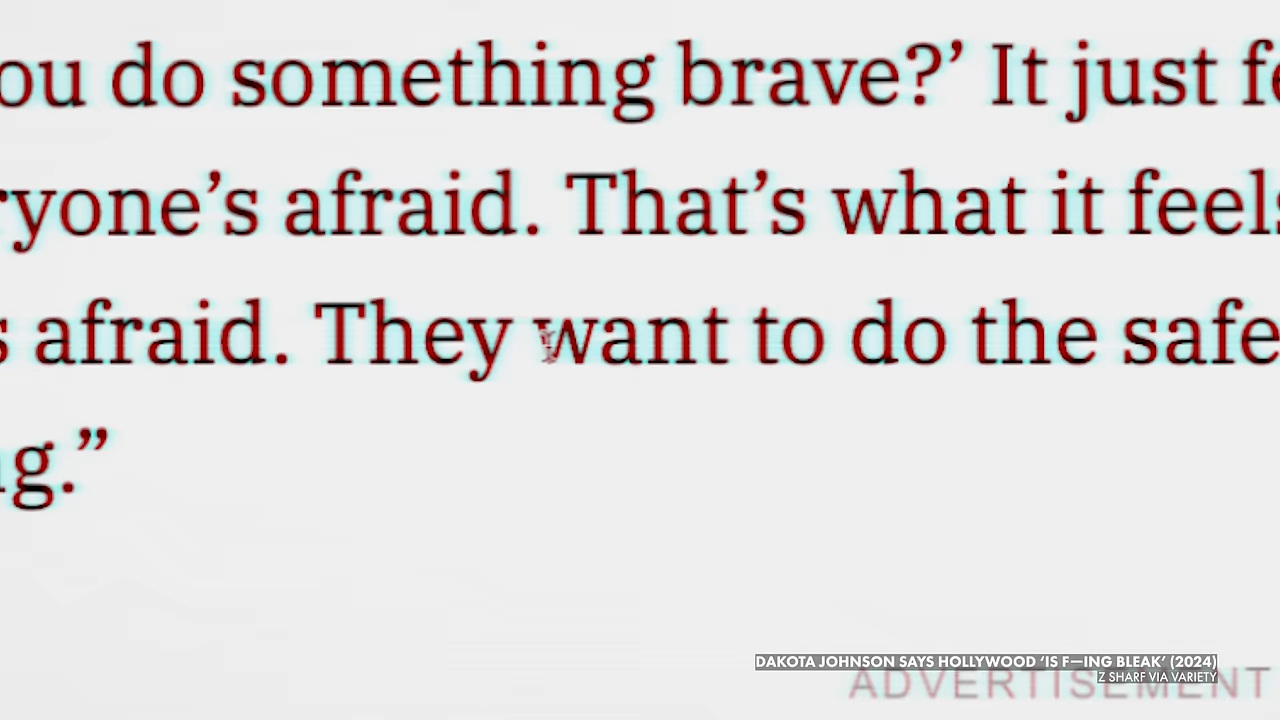 ou do something brave?’ It just fe
ryone’s afraid. That’s what it feels
s afraid. They want to do the safe
ng.”
DAKOTA JOHNSON SAYS HOLLYWOOD ‘IS F—ING BLEAK’ (2024)
Z SHARF VIA VARIETY
ADVERTISEMENT